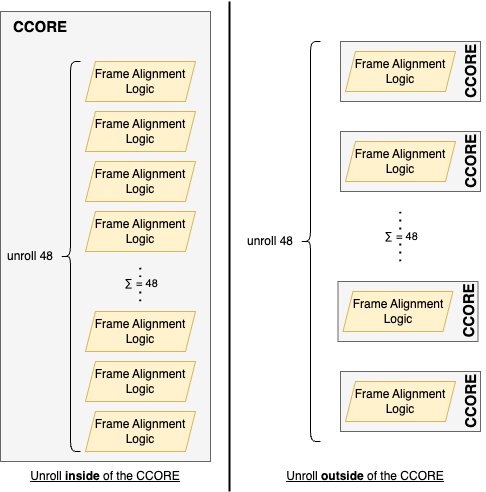 CCORE
Frame Alignment
Logic
Frame Alignment
Logic
Frame Alignment
Logic
Frame Alignment
Logic
unroll 48
∑ = 48
Frame Alignment
Logic
Frame Alignment
Logic
Frame Alignment
Logic
Unroll inside of the CCORE
Frame Alignment
Logic
CCORE
Frame Alignment
Logic
CCORE
unroll 48
∑ = 48
Frame Alignment
Logic
CCORE
Frame Alignment
Logic
CCORE
Unroll outside of the CCORE